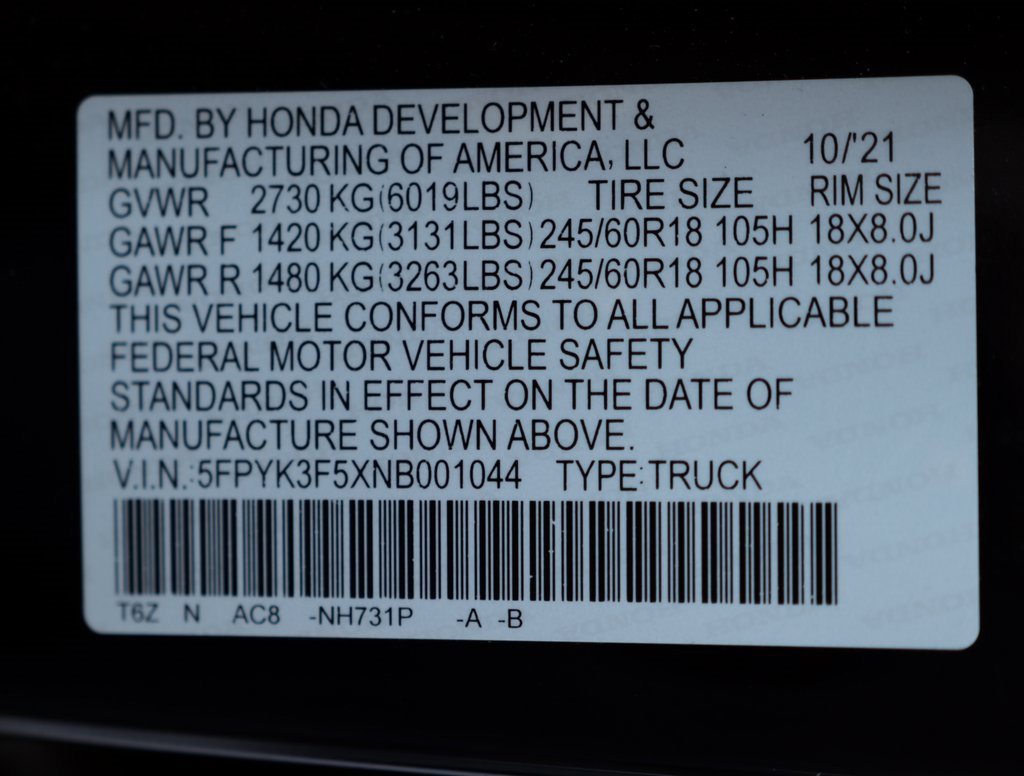 MFD. BY HONDA DEVELOPMENT &
MANUFACTURING OF AMERICA, LLC 10/'21
GVWR 2730 KG(6019LBS) TIRE SIZE RIM SIZE
GAWR F 1420 KG(3131LBS) 245/60R18 105H 18X8.0J
GAWR R 1480 KG(3263LBS) 245/60R18 105H 18X8.0J
THIS VEHICLE CONFORMS TO ALL APPLICABLE
FEDERAL MOTOR VEHICLE SAFETY
STANDARDS IN EFFECT ON THE DATE OF
MANUFACTURE SHOWN ABOVE.
V.I.N.:5FPYK3F5XNB001044 TYPE:TRUCK
T6Z N AC8 -NH731P -A -B